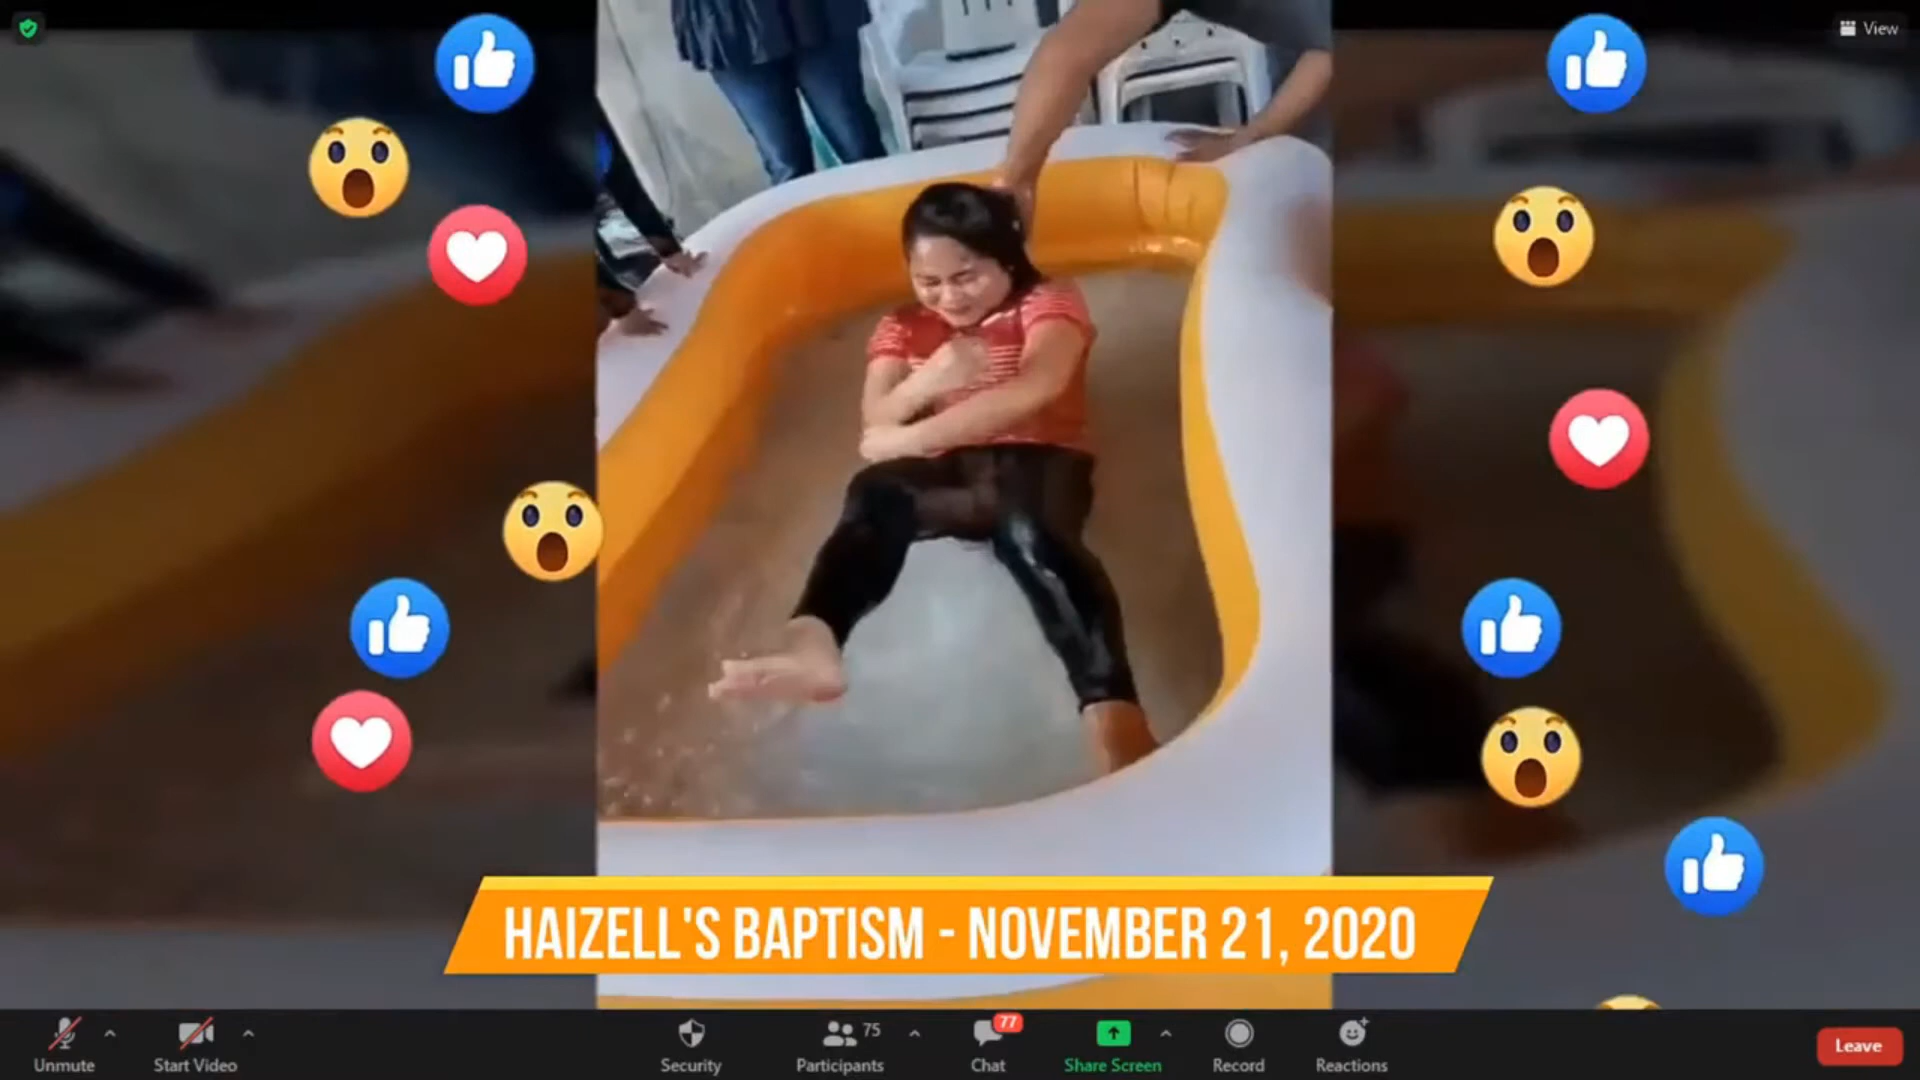 View
HAIZELL'S BAPTISM - NOVEMBER 21, 2020
Unmute
Start Video
Security
75
Participants
77
Chat
Share Screen
Record
Reactions
Leave